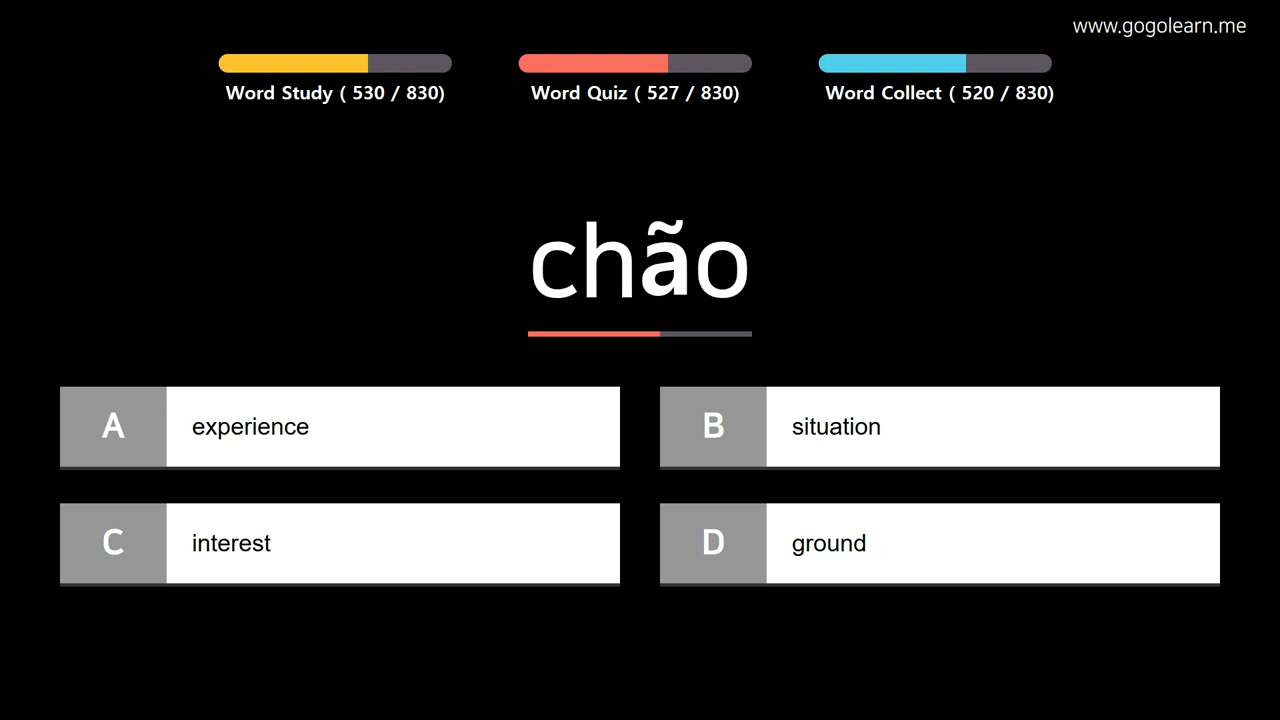 www.gogolearn.me
Word Study ( 530 / 830)
Word Quiz ( 527 / 830)
Word Collect ( 520 / 830)
chão
A experience
B situation
C interest
D ground